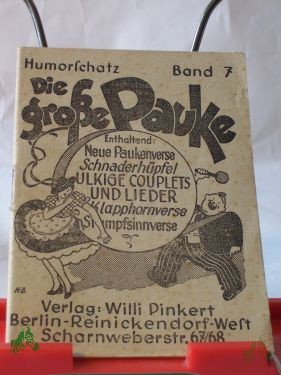 Humorschatz Band 7
Die
große Pauke
Enthaltend:
Neue Paukenverse
Schnaderhüpfel
ULKIGE COUPLETS
UND LIEDER
Klapphornverse
Stumpfsinnverse
H.B.
Verlag: Willi Pinkert
Berlin-Reinickendorf-West
Scharnweberstr. 67/68